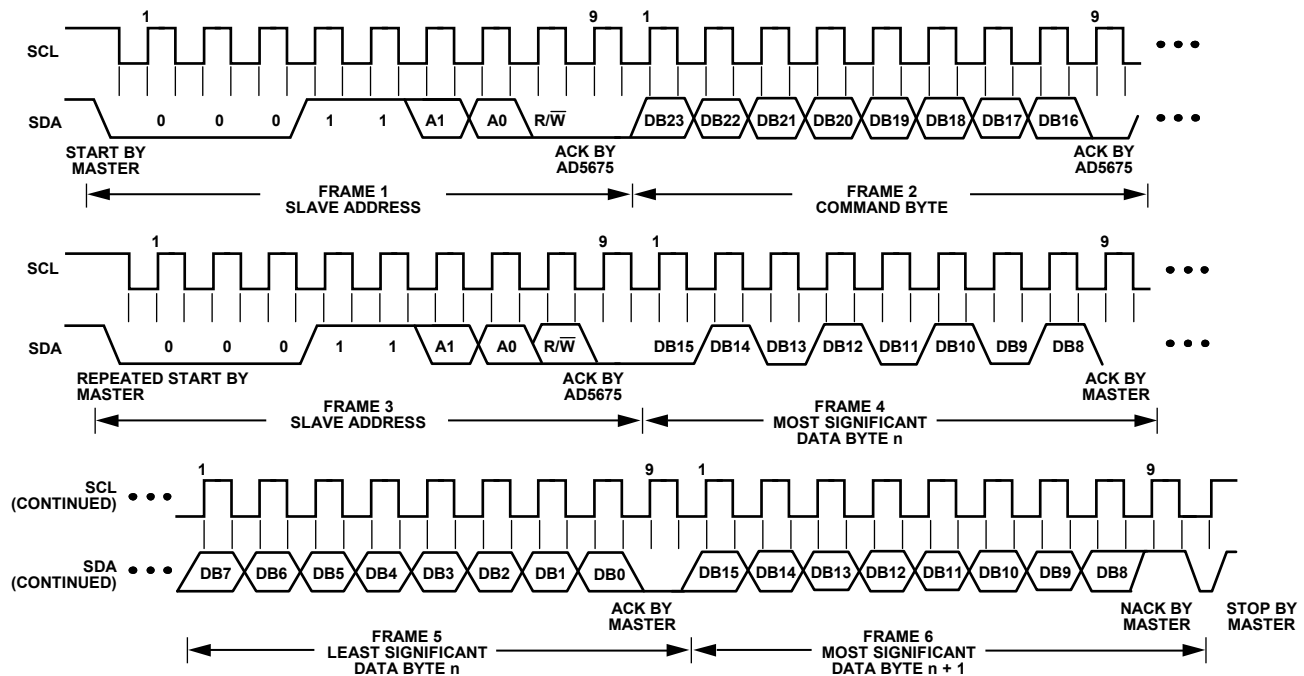 1 9 1 9
SCL
SDA 0 0 0 1 1 A1 A0 R/W̅ DB23 DB22 DB21 DB20 DB19 DB18 DB17 DB16
START BY
MASTER
ACK BY
AD5675
ACK BY
AD5675
FRAME 1
SLAVE ADDRESS
FRAME 2
COMMAND BYTE
1 9 1 9
SCL
SDA 0 0 0 1 1 A1 A0 R/W̅ DB15 DB14 DB13 DB12 DB11 DB10 DB9 DB8
REPEATED START BY
MASTER
ACK BY
AD5675
ACK BY
MASTER
FRAME 3
SLAVE ADDRESS
FRAME 4
MOST SIGNIFICANT
DATA BYTE n
1 9 1 9
SCL
(CONTINUED)
SDA
(CONTINUED)
DB7 DB6 DB5 DB4 DB3 DB2 DB1 DB0 DB15 DB14 DB13 DB12 DB11 DB10 DB9 DB8
ACK BY
MASTER
NACK BY
MASTER
STOP BY
MASTER
FRAME 5
LEAST SIGNIFICANT
DATA BYTE n
FRAME 6
MOST SIGNIFICANT
DATA BYTE n + 1